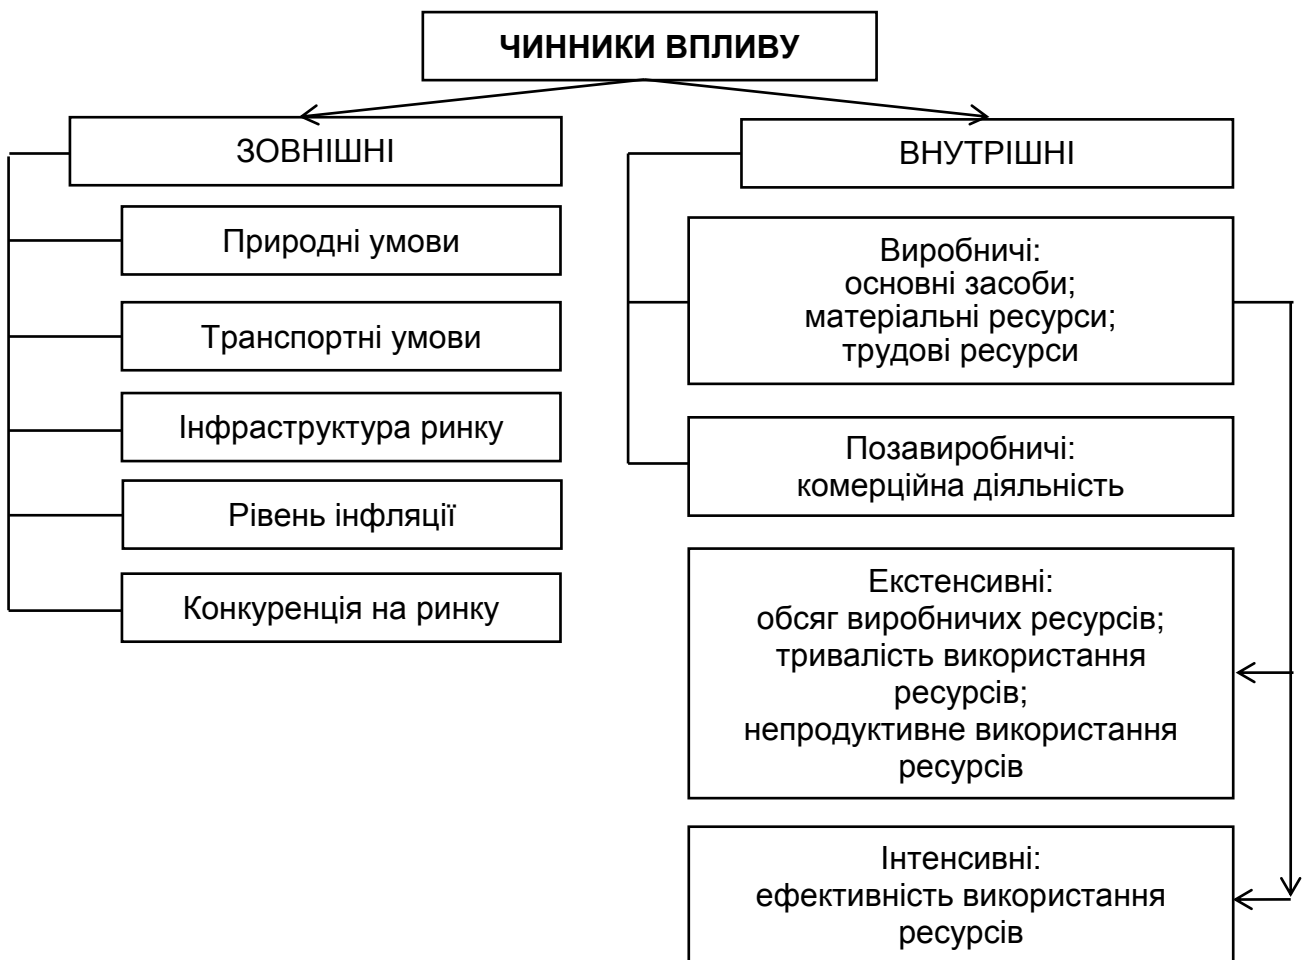 ЧИННИКИ ВПЛИВУ
ЗОВНІШНІ
Природні умови
Транспортні умови
Інфраструктура ринку
Рівень інфляції
Конкуренція на ринку
ВНУТРІШНІ
Виробничі:
основні засоби;
матеріальні ресурси;
трудові ресурси
Позавиробничі:
комерційна діяльність
Екстенсивні:
обсяг виробничих ресурсів;
тривалість використання
ресурсів;
непродуктивне використання
ресурсів
Інтенсивні:
ефективність використання
ресурсів